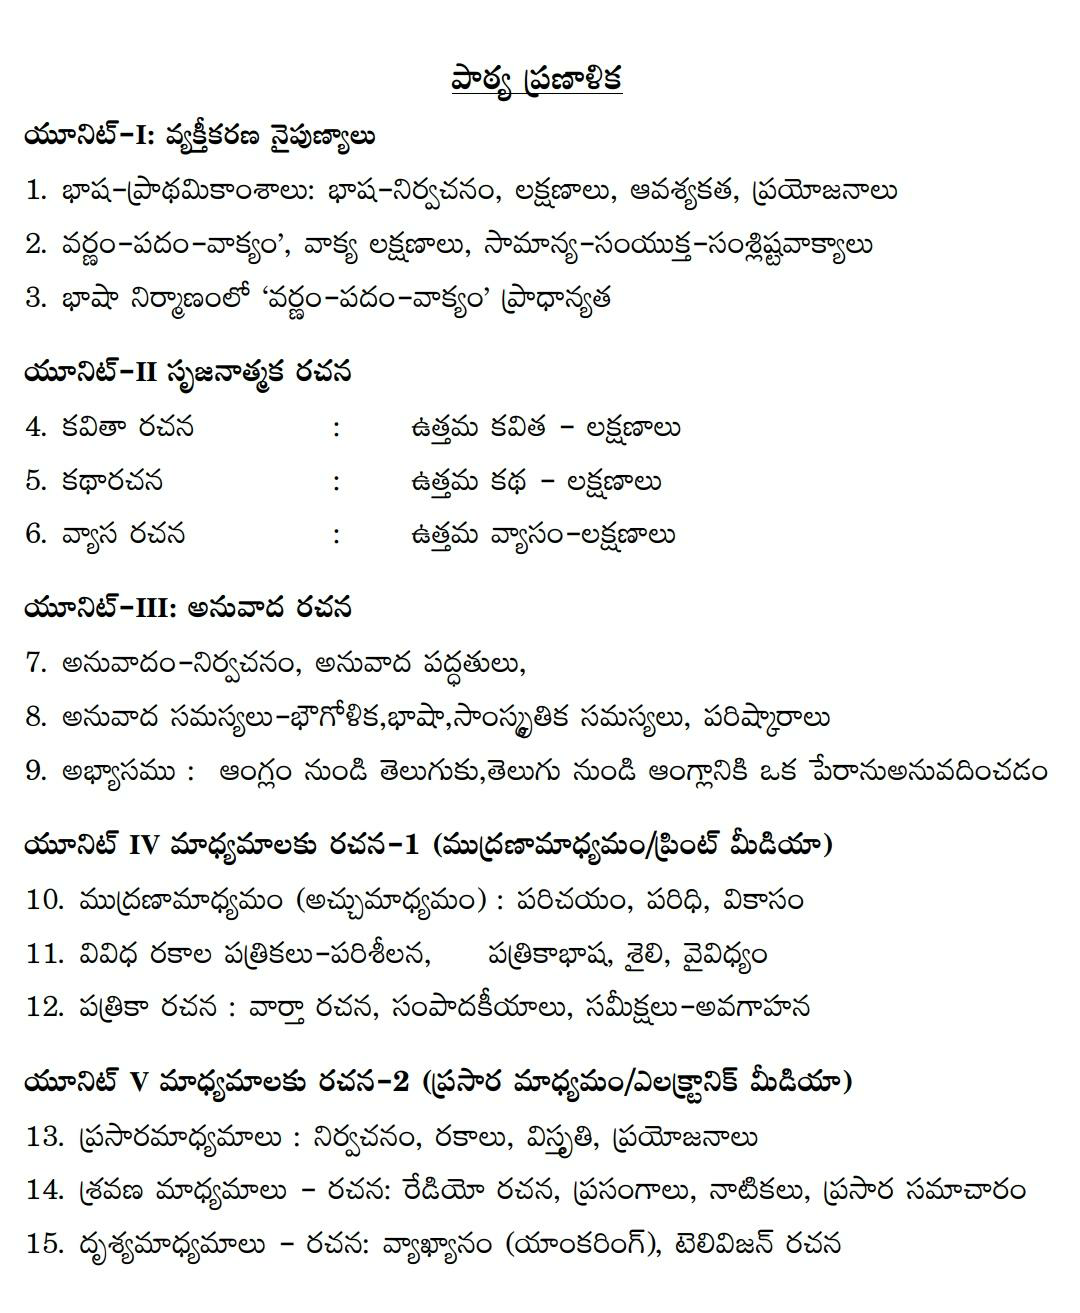 పాఠ్య ప్రణాళిక
యూనిట్-I: వ్యక్తీకరణ నైపుణ్యాలు
1. భాష-ప్రాథమికాంశాలు: భాష-నిర్వచనం, లక్షణాలు, ఆవశ్యకత, ప్రయోజనాలు
2. వర్ణం-పదం-వాక్యం’, వాక్య లక్షణాలు, సామాన్య-సంయుక్త-సంశ్లిష్టవాక్యాలు
3. భాషా నిర్మాణంలో ‘వర్ణం-పదం-వాక్యం’ ప్రాధాన్యత
యూనిట్-II సృజనాత్మక రచన
4. కవితా రచన : ఉత్తమ కవిత - లక్షణాలు
5. కథారచన : ఉత్తమ కథ - లక్షణాలు
6. వ్యాస రచన : ఉత్తమ వ్యాసం-లక్షణాలు
యూనిట్-III: అనువాద రచన
7. అనువాదం-నిర్వచనం, అనువాద పద్ధతులు,
8. అనువాద సమస్యలు-భౌగోళిక,భాషా,సాంస్కృతిక సమస్యలు, పరిష్కారాలు
9. అభ్యాసము : ఆంగ్లం నుండి తెలుగుకు,తెలుగు నుండి ఆంగ్లానికి ఒక పేరానుఅనువదించడం
యూనిట్ IV మాధ్యమాలకు రచన-1 (ముద్రణామాధ్యమం/ప్రింట్ మీడియా)
10. ముద్రణామాధ్యమం (అచ్చుమాధ్యమం) : పరిచయం, పరిధి, వికాసం
11. వివిధ రకాల పత్రికలు-పరిశీలన, పత్రికాభాష, శైలి, వైవిధ్యం
12. పత్రికా రచన : వార్తా రచన, సంపాదకీయాలు, సమీక్షలు-అవగాహన
యూనిట్ V మాధ్యమాలకు రచన-2 (ప్రసార మాధ్యమం/ఎలక్ట్రానిక్ మీడియా)
13. ప్రసారమాధ్యమాలు : నిర్వచనం, రకాలు, విస్తృతి, ప్రయోజనాలు
14. శ్రవణ మాధ్యమాలు - రచన: రేడియో రచన, ప్రసంగాలు, నాటికలు, ప్రసార సమాచారం
15. దృశ్యమాధ్యమాలు - రచన: వ్యాఖ్యానం (యాంకరింగ్), టెలివిజన్ రచన